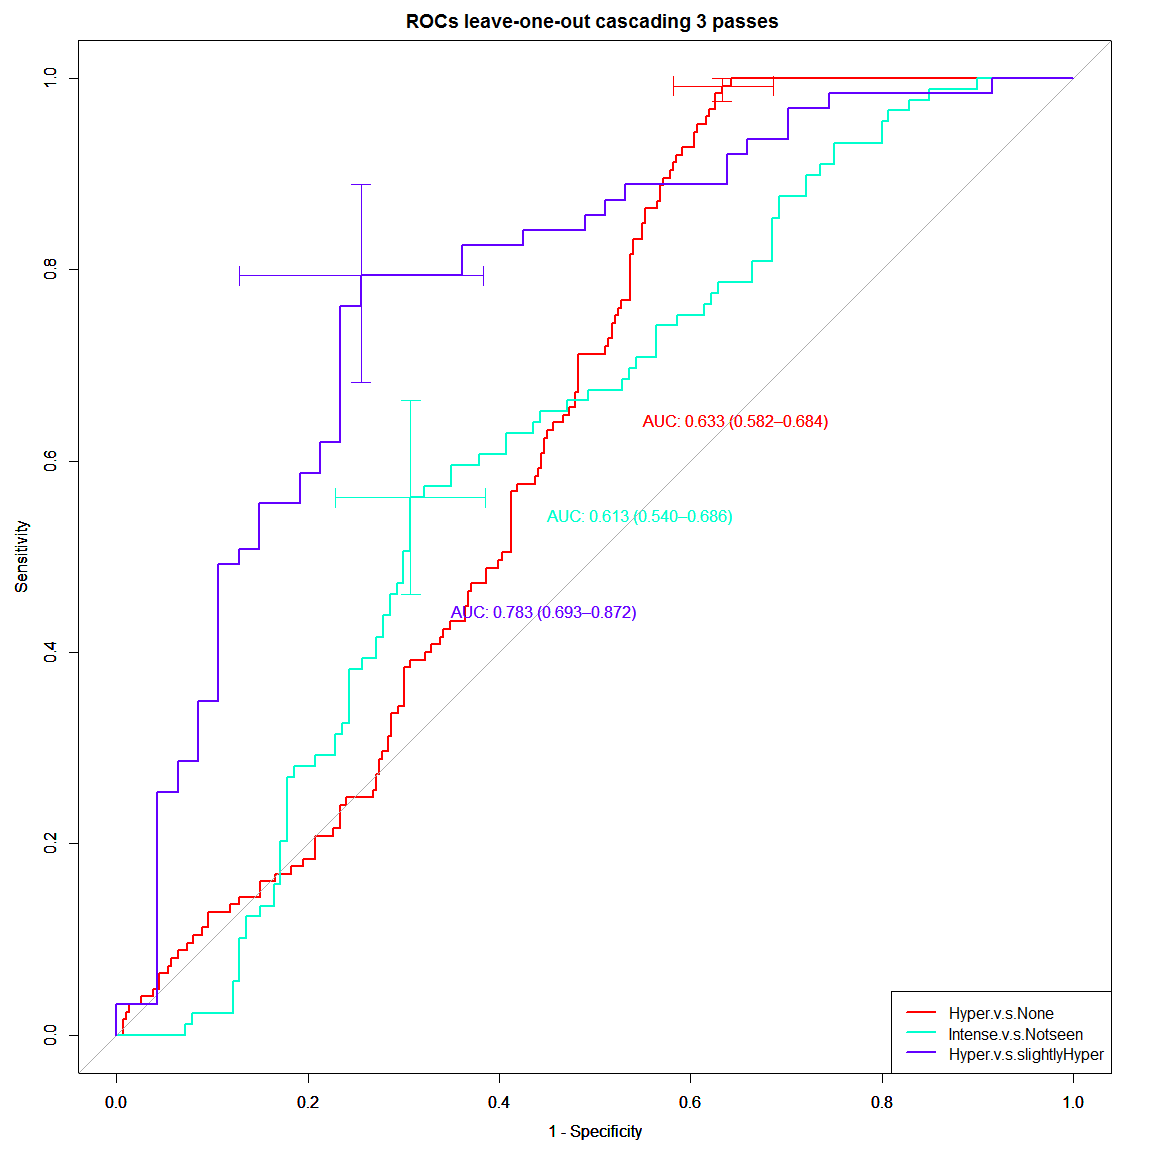 ROCs leave-one-out cascading 3 passes
Sensitivity
1.0
0.8
0.6
0.4
0.2
0.0
AUC: 0.633 (0.582–0.684)
AUC: 0.613 (0.540–0.686)
AUC: 0.783 (0.693–0.872)
Hyper.v.s.None
Intense.v.s.Notseen
Hyper.v.s.slightlyHyper
0.0 0.2 0.4 0.6 0.8 1.0
1 - Specificity